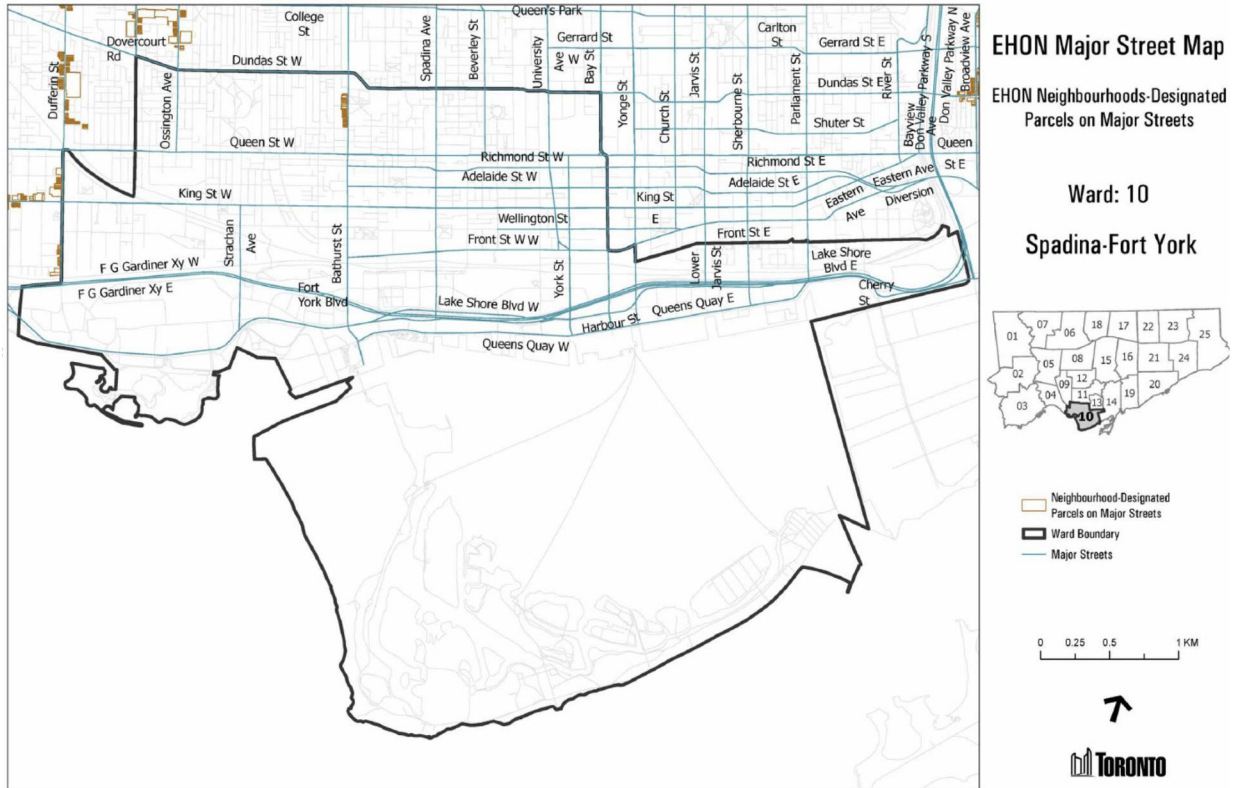 Queen's Park
College
St
Spadina Ave
Beverley St
University
Ave
W
Gerrard St
Bay St
Carlton
St
Gerrard St E
Don Valley Parkway S
Don Valley Parkway N
Broadview Ave
Dovercourt
Rd
Dundas St W
Dufferin St
Ossington Ave
Yonge St
Church St
Jarvis St
Sherbourne St
Parliament St
River St
Bayview
Ave
Dundas St E
Shuter St
Queen St W
Queen
St E
Richmond St W
Richmond St E
Adelaide St W
Adelaide St E
King St W
King St
E
Eastern Ave
Eastern
Ave
Diversion
Wellington St
W
Front St W
Front St E
Strachan
Ave
Bathurst St
York St
Lower
Jarvis St
Lake Shore
Blvd E
F G Gardiner Xy W
F G Gardiner Xy E
Fort
York Blvd
Lake Shore Blvd W
Harbour St
Queens Quay E
Cherry
St
Queens Quay W
EHON Major Street Map
EHON Neighbourhoods-Designated
Parcels on Major Streets
Ward: 10
Spadina-Fort York
01
07
06
18
17
22
23
25
02
05
08
15
16
21
24
03
04
09
12
11
13
14
19
20
10
Neighbourhood-Designated
Parcels on Major Streets
Ward Boundary
Major Streets
0 0.25 0.5 1 KM
TORONTO